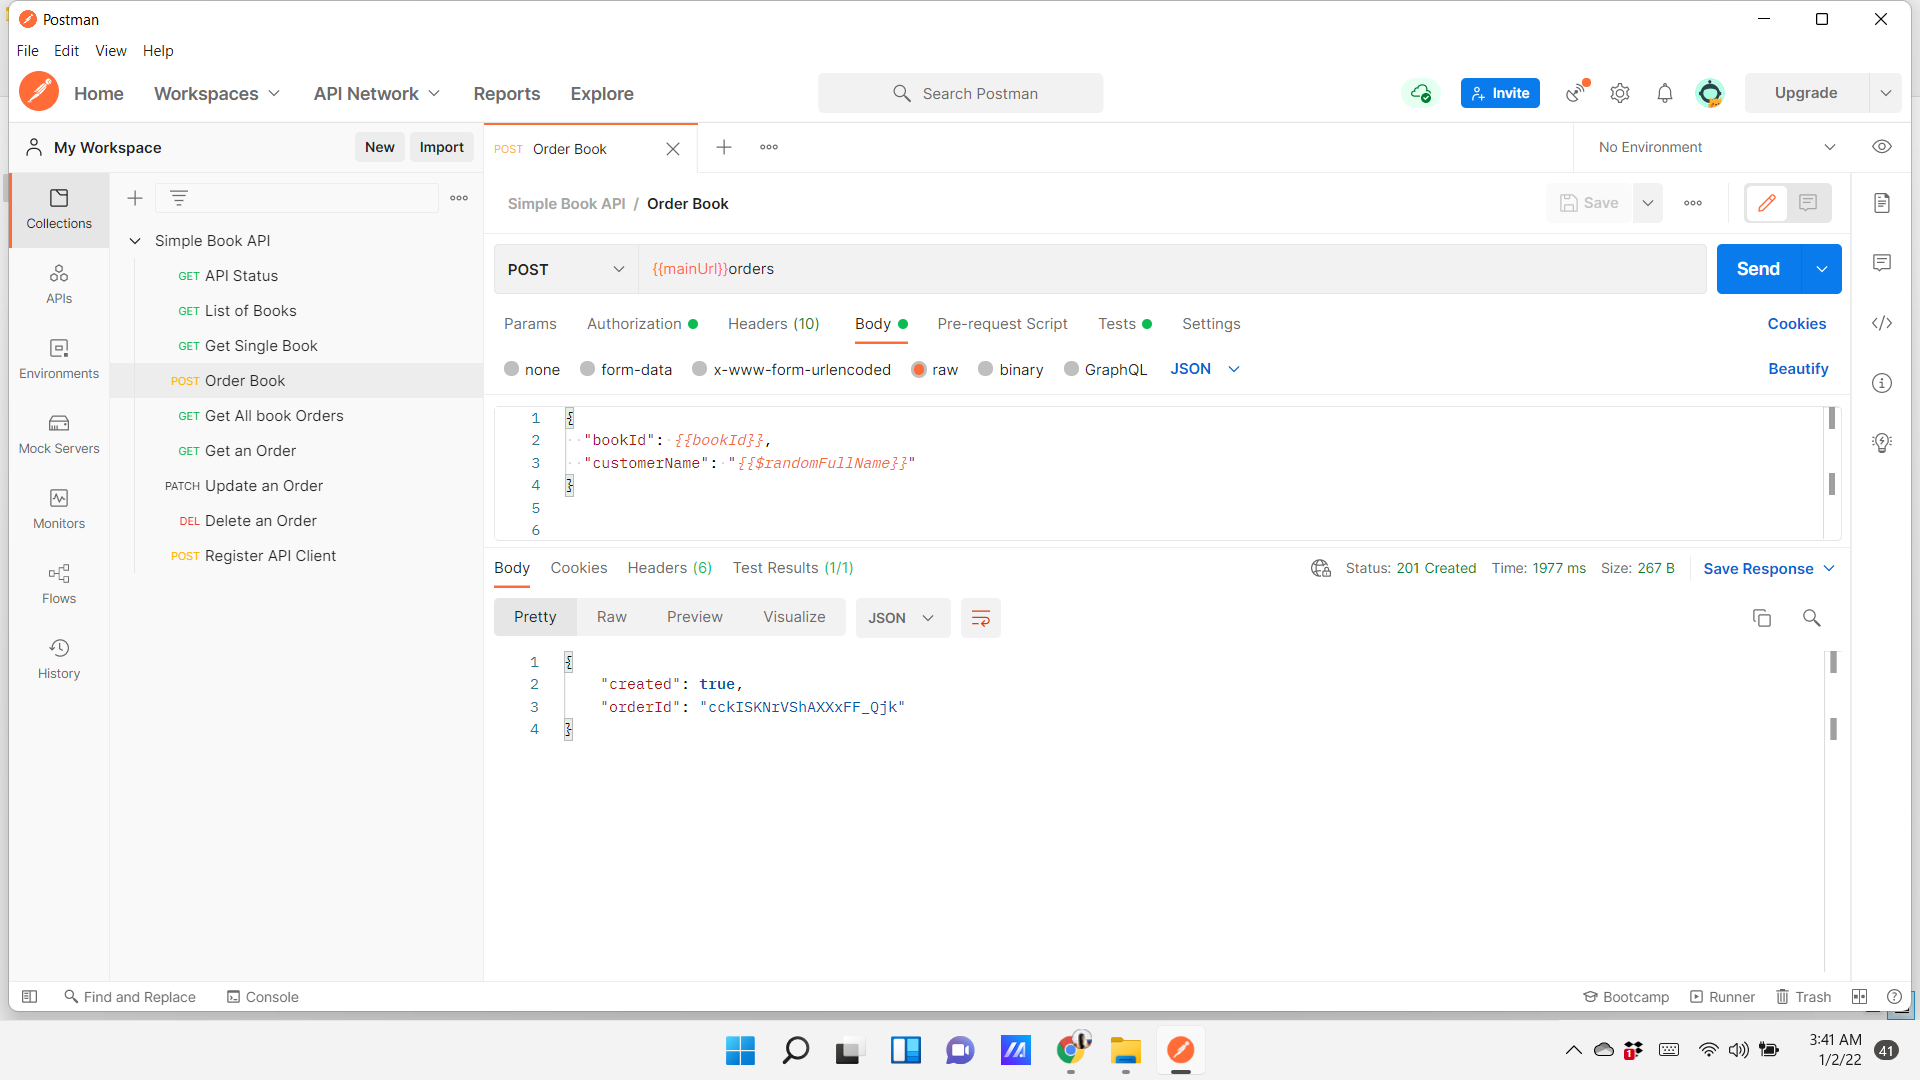 Postman
File Edit View Help
Home Workspaces API Network Reports Explore
Search Postman
Invite
Upgrade
My Workspace
New Import
POST Order Book
No Environment
Collections
APIs
Environments
Mock Servers
Monitors
Flows
History
Simple Book API
GET API Status
GET List of Books
GET Get Single Book
POST Order Book
GET Get All book Orders
GET Get an Order
PATCH Update an Order
DEL Delete an Order
POST Register API Client
Simple Book API / Order Book
Save
POST {{mainUrl}}orders
Send
Params Authorization Headers (10) Body Pre-request Script Tests Settings
Cookies
none form-data x-www-form-urlencoded raw binary GraphQL JSON
Beautify
1 {
2 "bookId": {{bookId}},
3 "customerName": "{{$randomFullName}}"
4 }
5
6
Body Cookies Headers (6) Test Results (1/1)
Status: 201 Created Time: 1977 ms Size: 267 B Save Response
Pretty Raw Preview Visualize JSON
1 {
2 "created": true,
3 "orderId": "cckISKNrVShAXXxFF_Qjk"
4 }
Find and Replace Console
Bootcamp Runner Trash
1
3:41 AM
1/2/22
41